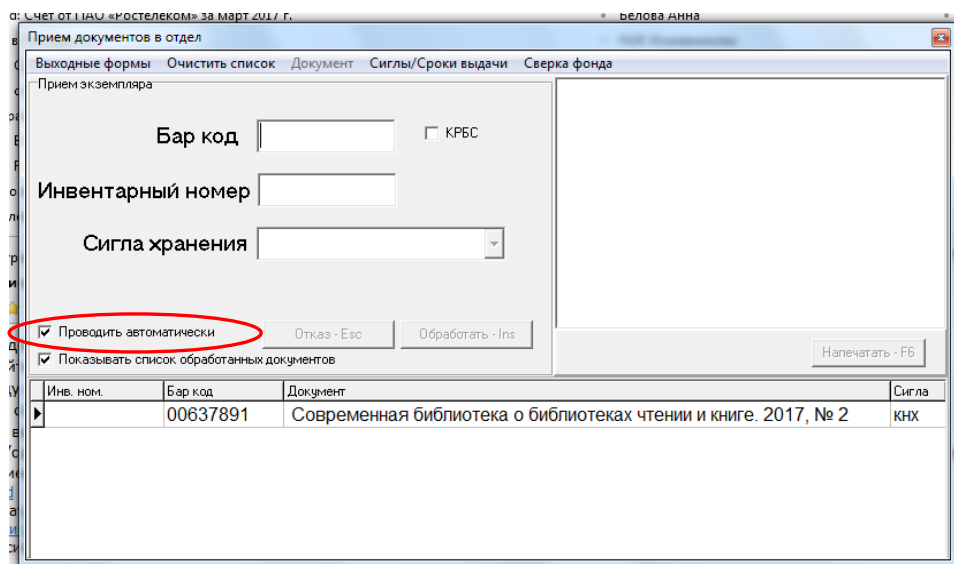 а: Счет от ПАО «Ростелеком» за март 2017 г.
Белова Анна
Прием документов в отдел
Выходные формы Очистить список Документ Сиглы/Сроки выдачи Сверка фонда
Прием экземпляра
Бар код
КРБС
Инвентарный номер
Сигла хранения
Проводить автоматически
Отказ - Esc
Обработать - Ins
Показывать список обработанных документов
Напечатать - F6
Инв. ном. Бар код Документ Сигла
00637891 Современная библиотека о библиотеках чтении и книге. 2017, № 2 кнх